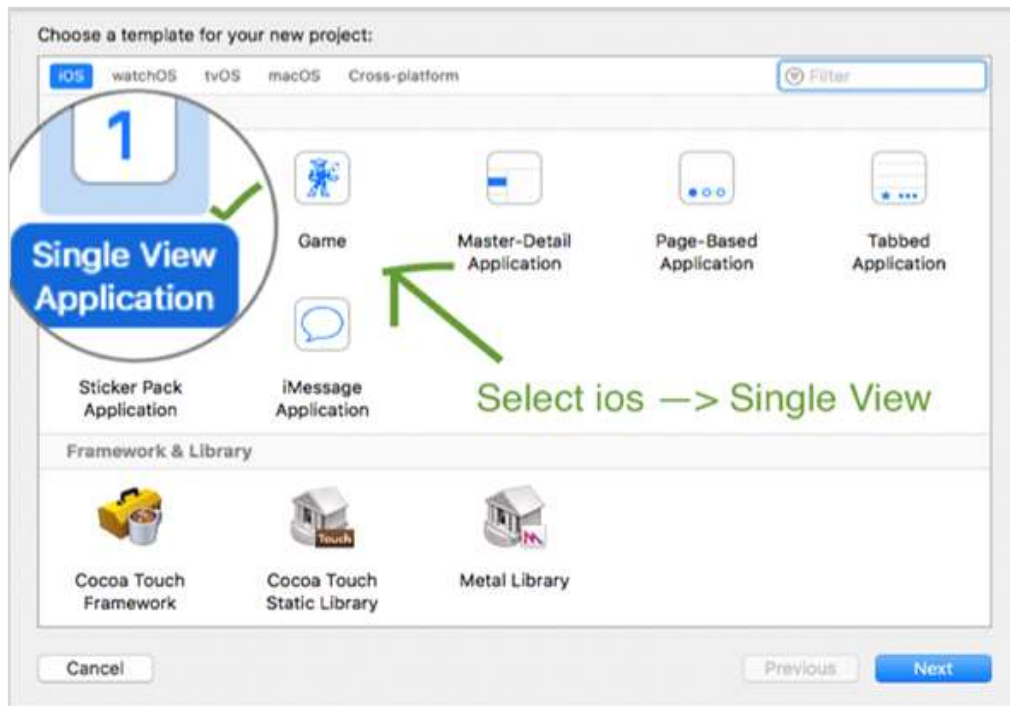 Choose a template for your new project:
iOS watchOS tvOS macOS Cross-platform
Filter
1
Single View
Application
Game
Master-Detail
Application
Page-Based
Application
Tabbed
Application
Sticker Pack
Application
iMessage
Application
Select ios —> Single View
Framework & Library
Cocoa Touch
Framework
Touch
Cocoa Touch
Static Library
Metal Library
Cancel
Previous
Next